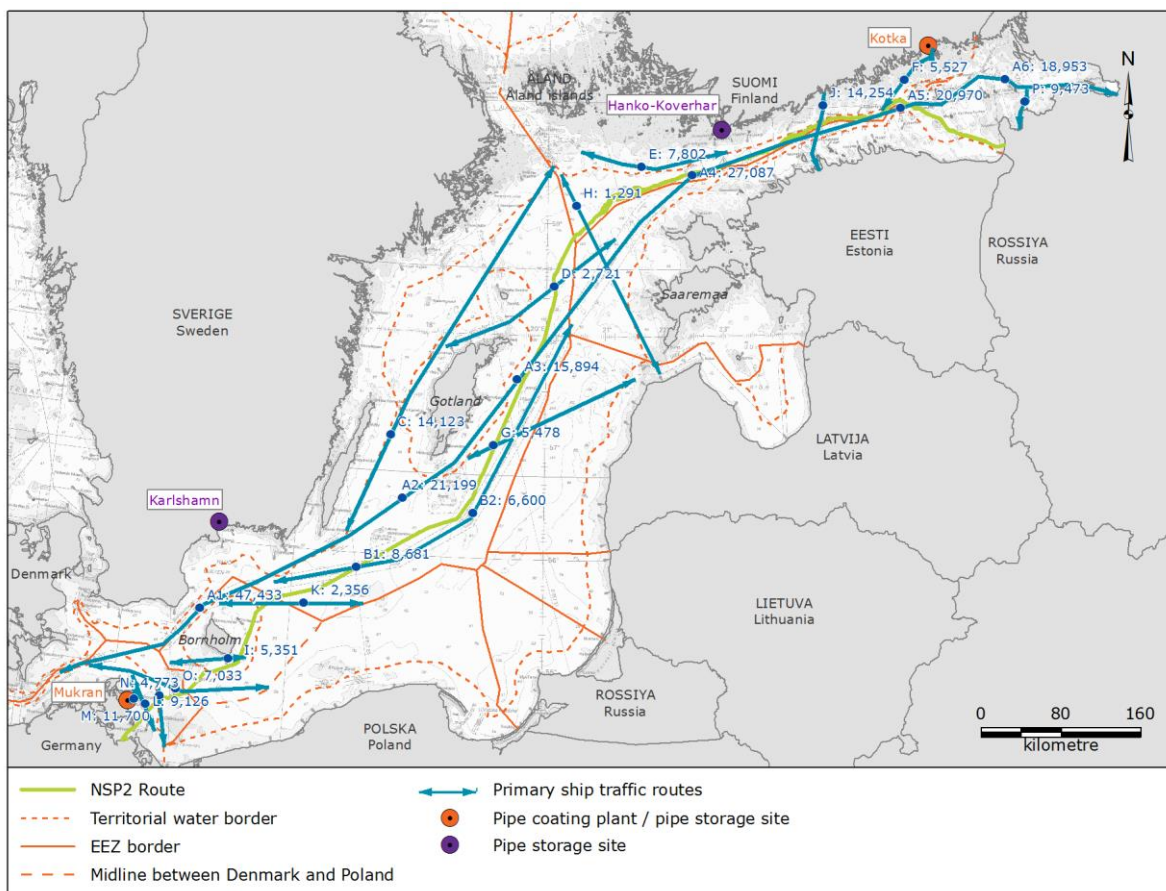 Kotka
F: 5,527
A6: 18,953
N
ÅLAND
Åland islands
SUOMI
Finland
J: 14,254
A5: 20,970
P: 9,473
Hanko-Koverhar
E: 7,802
A4: 27,087
H: 1,291
EESTI
Estonia
ROSSIYA
Russia
D: 2,721
Saaremaa
SVERIGE
Sweden
A3: 15,894
Gotland
C: 14,123
G: 5,478
LATVIJA
Latvia
A2: 21,199
B2: 6,600
Karlshamn
B1: 8,681
Denmark
A1: 47,433
K: 2,356
LIETUVA
Lithuania
Bornholm
I: 5,351
O: 7,033
N: 4,773
Mukran
L: 9,126
M: 11,700
ROSSIYA
Russia
POLSKA
Poland
Germany
0 80 160
kilometre
NSP2 Route
Territorial water border
EEZ border
Midline between Denmark and Poland
Primary ship traffic routes
Pipe coating plant / pipe storage site
Pipe storage site